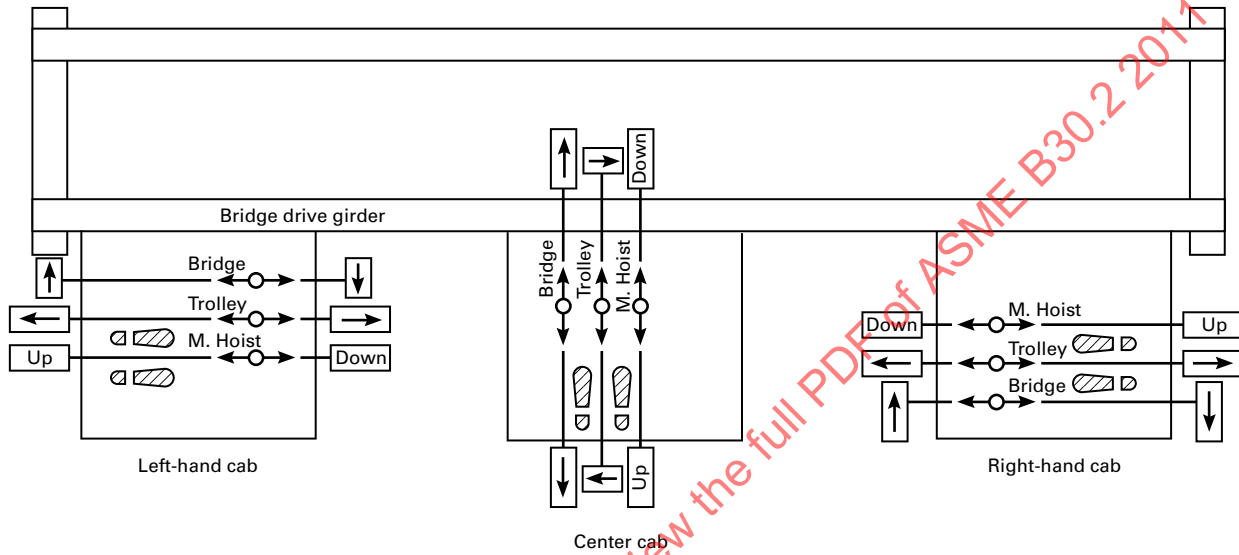 Bridge drive girder
Bridge
Trolley
M. Hoist
Up
Down
Left-hand cab
Down
Bridge
Trolley
M. Hoist
Up
Center cab
M. Hoist
Down
Up
Trolley
Bridge
Right-hand cab
iew the full PDF of ASME B30.2 2011